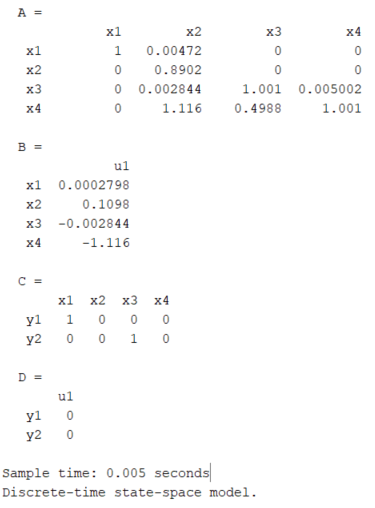 A =
x1 x2 x3 x4
x1 1 0.00472 0 0
x2 0 0.8902 0 0
x3 0 0.002844 1.001 0.005002
x4 0 1.116 0.4988 1.001
B =
u1
x1 0.0002798
x2 0.1098
x3 -0.002844
x4 -1.116
C =
x1 x2 x3 x4
y1 1 0 0 0
y2 0 0 1 0
D =
u1
y1 0
y2 0
Sample time: 0.005 seconds
Discrete-time state-space model.